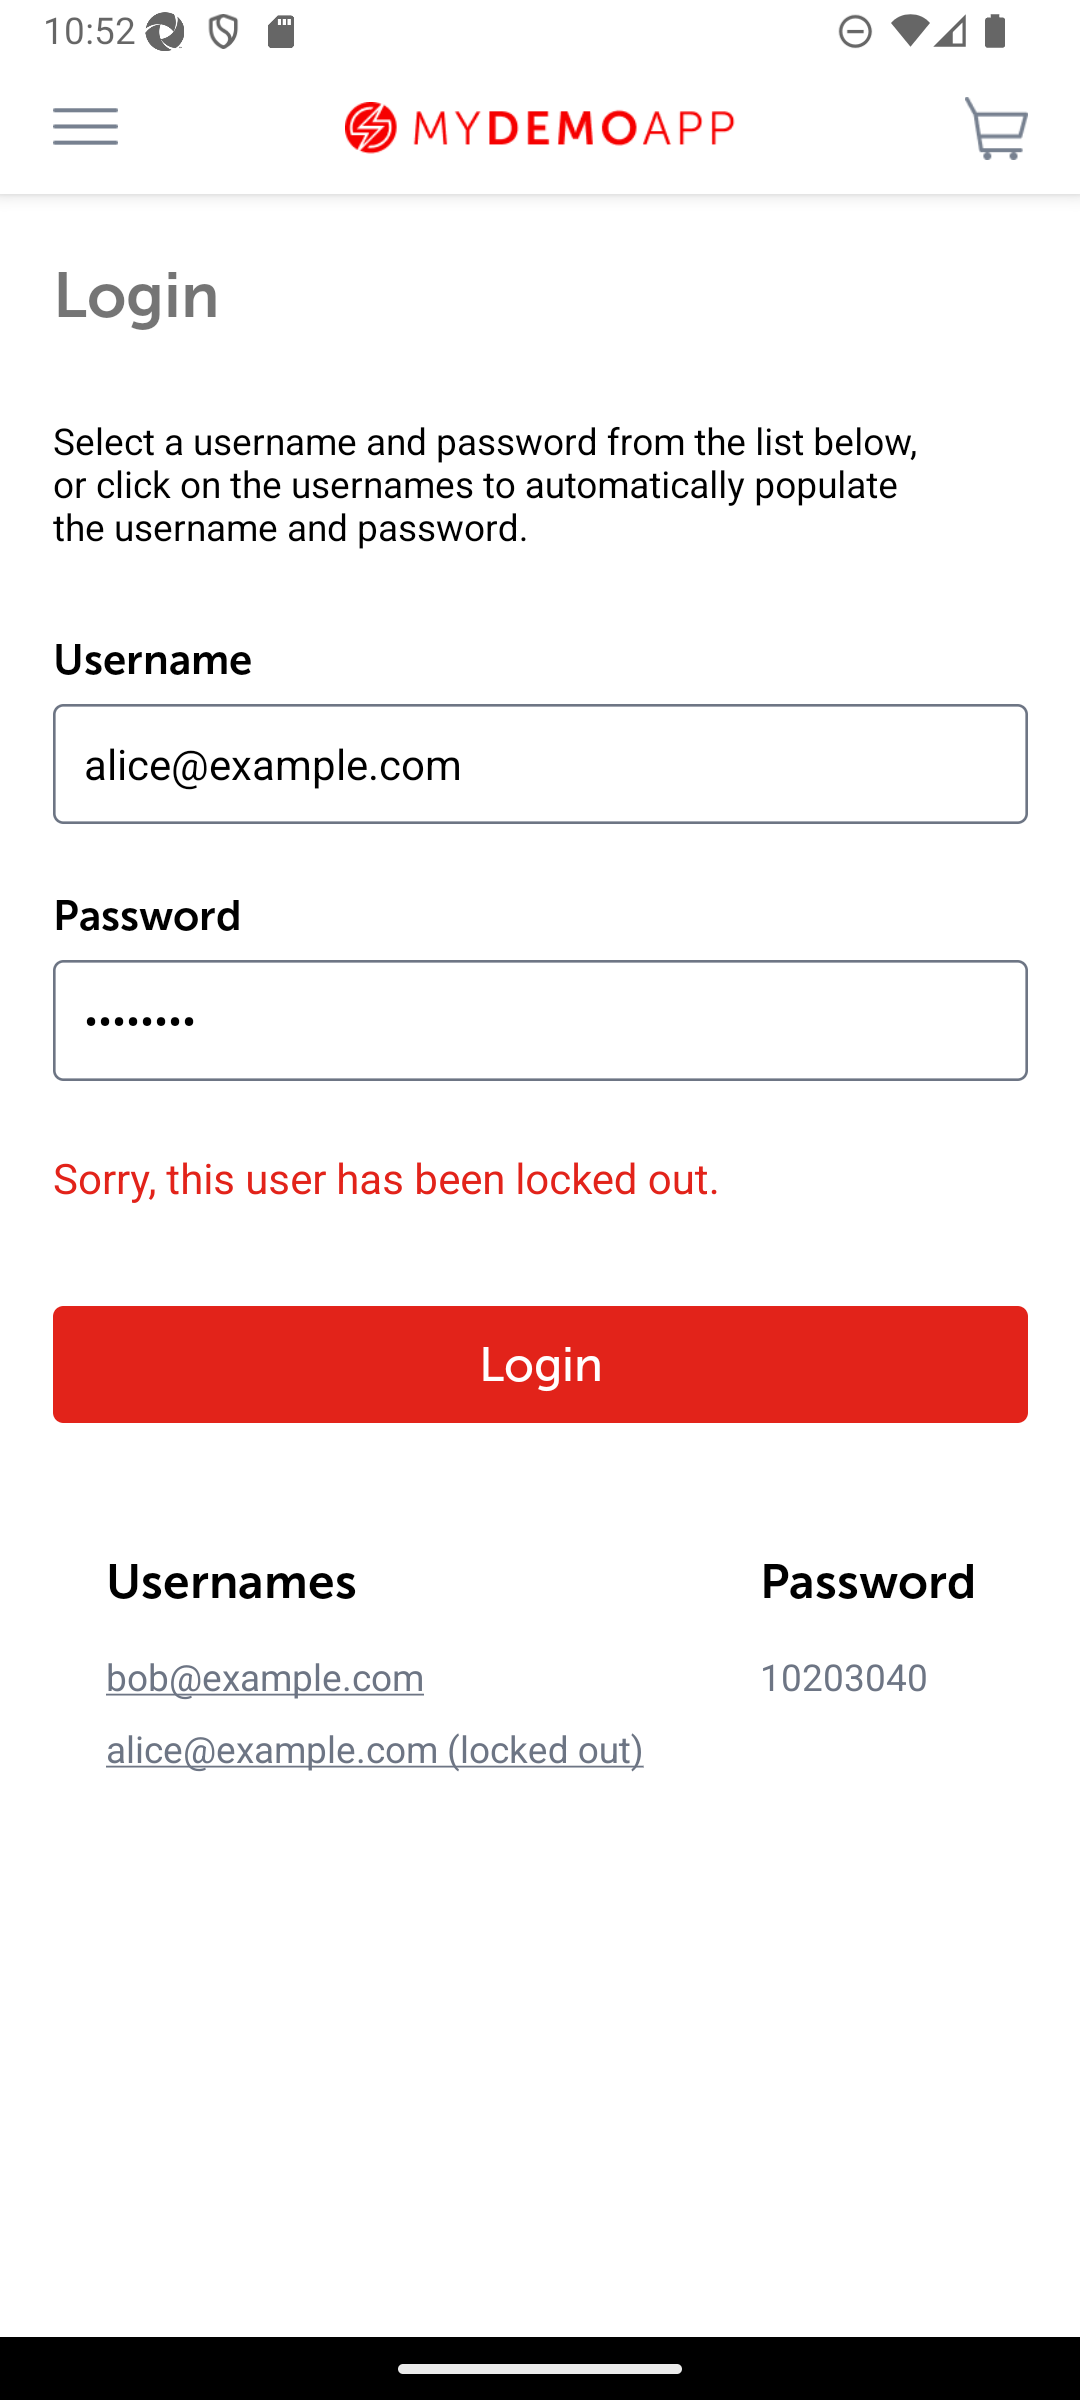 10:52
MYDEMOAPP
Login
Select a username and password from the list below,
or click on the usernames to automatically populate
the username and password.
Username
alice@example.com
Password
••••••••
Sorry, this user has been locked out.
Login
Usernames Password
bob@example.com 10203040
alice@example.com (locked out)